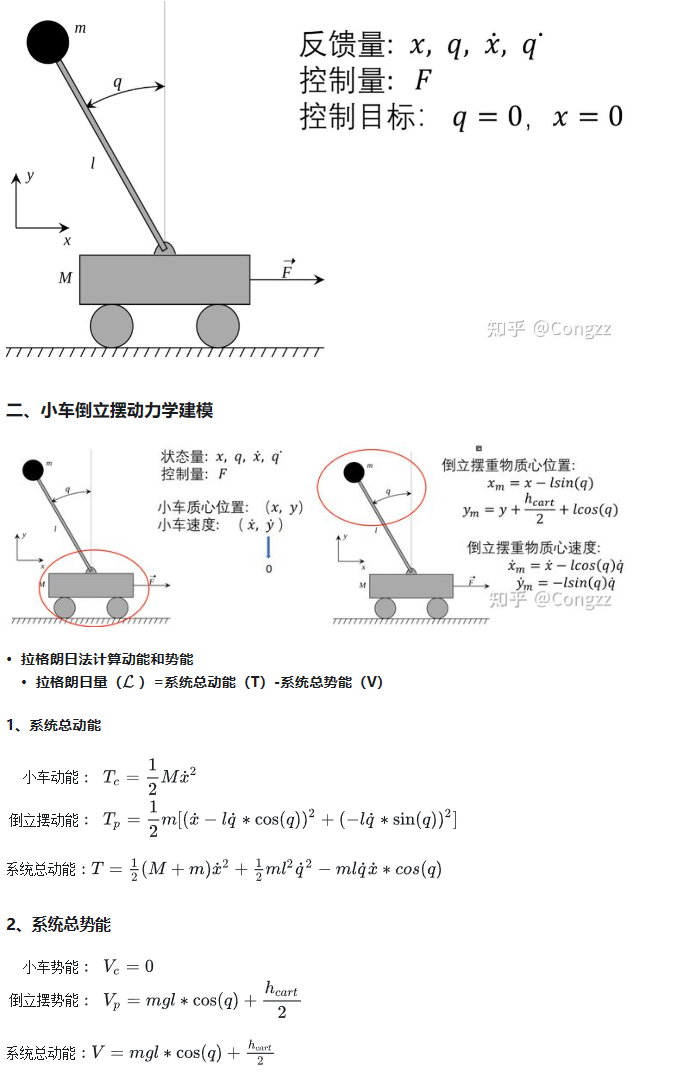 m
q
l
y
x
M
F⃗
反馈量: x, q, ẋ, q˙
控制量: F
控制目标: q = 0, x = 0
知乎 @Congzz
二、小车倒立摆动力学建模
m
q
l
y
x
M
F⃗
状态量: x, q, ẋ, q˙
控制量: F
小车质心位置: (x, y)
小车速度: (ẋ, ẏ)
0
m
q
l
y
x
M
F⃗
倒立摆重物质心位置:
x_m = x − lsin(q)
y_m = y + h_cart/2 + lcos(q)
倒立摆重物质心速度:
ẋ_m = ẋ − lcos(q)q̇
ẏ_m = −lsin(q)q̇
知乎 @Congzz
• 拉格朗日法计算动能和势能
• 拉格朗日量（ℒ ）=系统总动能（T）-系统总势能（V）
1、系统总动能
小车动能： T_c = 1/2 Mẋ²
倒立摆动能： T_p = 1/2 m[(ẋ − lq̇ * cos(q))² + (−lq̇ * sin(q))²]
系统总动能：T = 1/2 (M + m)ẋ² + 1/2 ml²q̇² − mlq̇ẋ * cos(q)
2、系统总势能
小车势能： V_c = 0
倒立摆势能： V_p = mgl * cos(q) + h_cart/2
系统总动能：V = mgl * cos(q) + h_cart/2